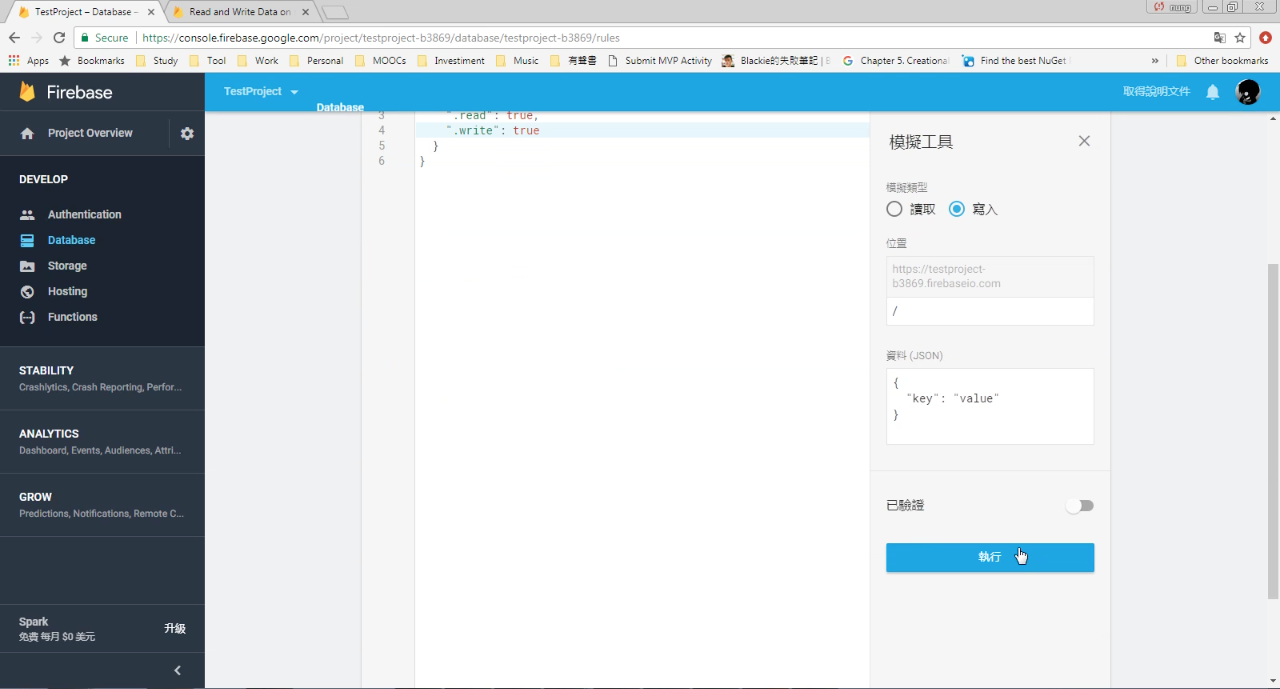 TestProject – Database –
Read and Write Data on
nung
Secure
https://console.firebase.google.com/project/testproject-b3869/database/testproject-b3869/rules
Apps
Bookmarks
Study
Tool
Work
Personal
MOOCs
Investiment
Music
有聲書
Submit MVP Activity
Blackie的失敗筆記 |
Chapter 5. Creational
Find the best NuGet
»
Other bookmarks
Firebase
TestProject
Database
取得說明文件
Project Overview
DEVELOP
Authentication
Database
Storage
Hosting
Functions
STABILITY
Crashlytics, Crash Reporting, Perfor...
ANALYTICS
Dashboard, Events, Audiences, Attri...
GROW
Predictions, Notifications, Remote C...
Spark
免費 每月 $0 美元
升級
3 ".read": true,
4 ".write": true
5 }
6 }
模擬工具
模擬類型
讀取
寫入
位置
https://testproject-
b3869.firebaseio.com
/
資料 (JSON)
{
"key": "value"
}
已驗證
執行